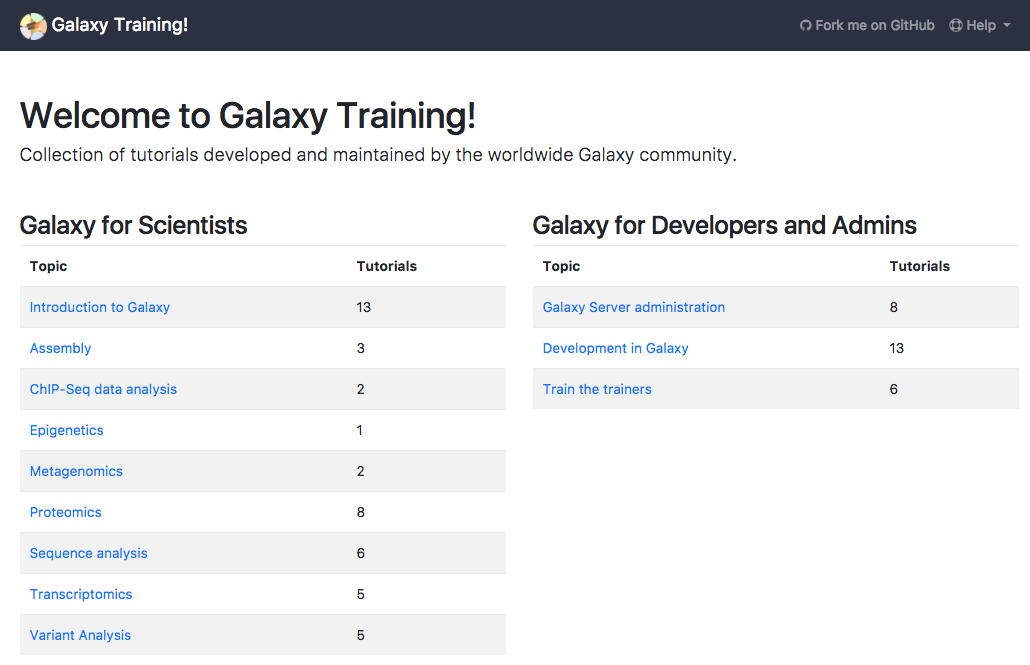 Galaxy Training!
Fork me on GitHub Help
Welcome to Galaxy Training!
Collection of tutorials developed and maintained by the worldwide Galaxy community.
Galaxy for Scientists
Topic Tutorials
Introduction to Galaxy 13
Assembly 3
ChIP-Seq data analysis 2
Epigenetics 1
Metagenomics 2
Proteomics 8
Sequence analysis 6
Transcriptomics 5
Variant Analysis 5
Galaxy for Developers and Admins
Topic Tutorials
Galaxy Server administration 8
Development in Galaxy 13
Train the trainers 6